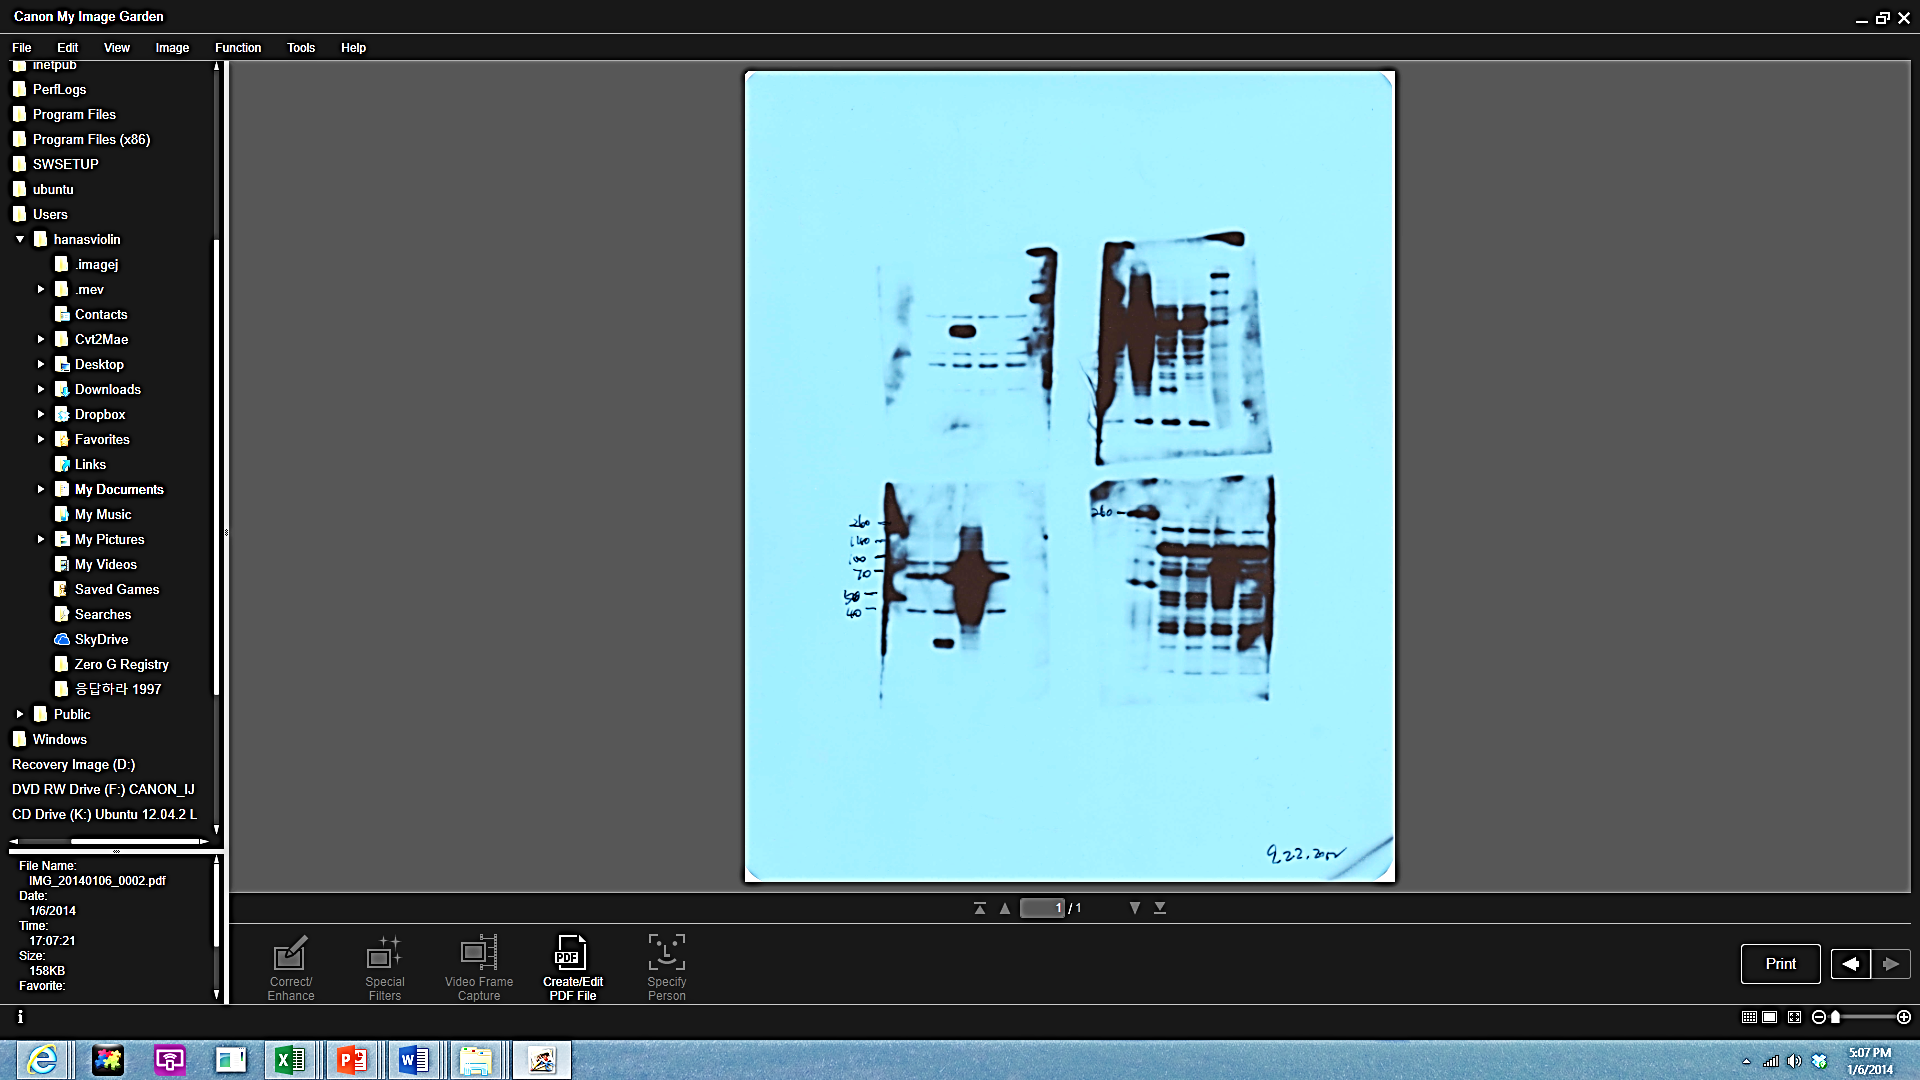 Canon My Image Garden
File Edit View Image Function Tools Help
inetpub
PerfLogs
Program Files
Program Files (x86)
SWSETUP
ubuntu
Users
hanasviolin
.imagej
.mev
Contacts
Cvt2Mae
Desktop
Downloads
Dropbox
Favorites
Links
My Documents
My Music
My Pictures
My Videos
Saved Games
Searches
SkyDrive
Zero G Registry
응답하라 1997
Public
Windows
Recovery Image (D:)
DVD RW Drive (F:) CANON_IJ
CD Drive (K:) Ubuntu 12.04.2 L
File Name:
IMG_20140106_0002.pdf
Date:
1/6/2014
Time:
17:07:21
Size:
158KB
Favorite:
260
140
100
70
50
40
260
1 / 1
Correct/
Enhance
Special
Filters
Video Frame
Capture
PDF
Create/Edit
PDF File
Specify
Person
Print
5:07 PM
1/6/2014